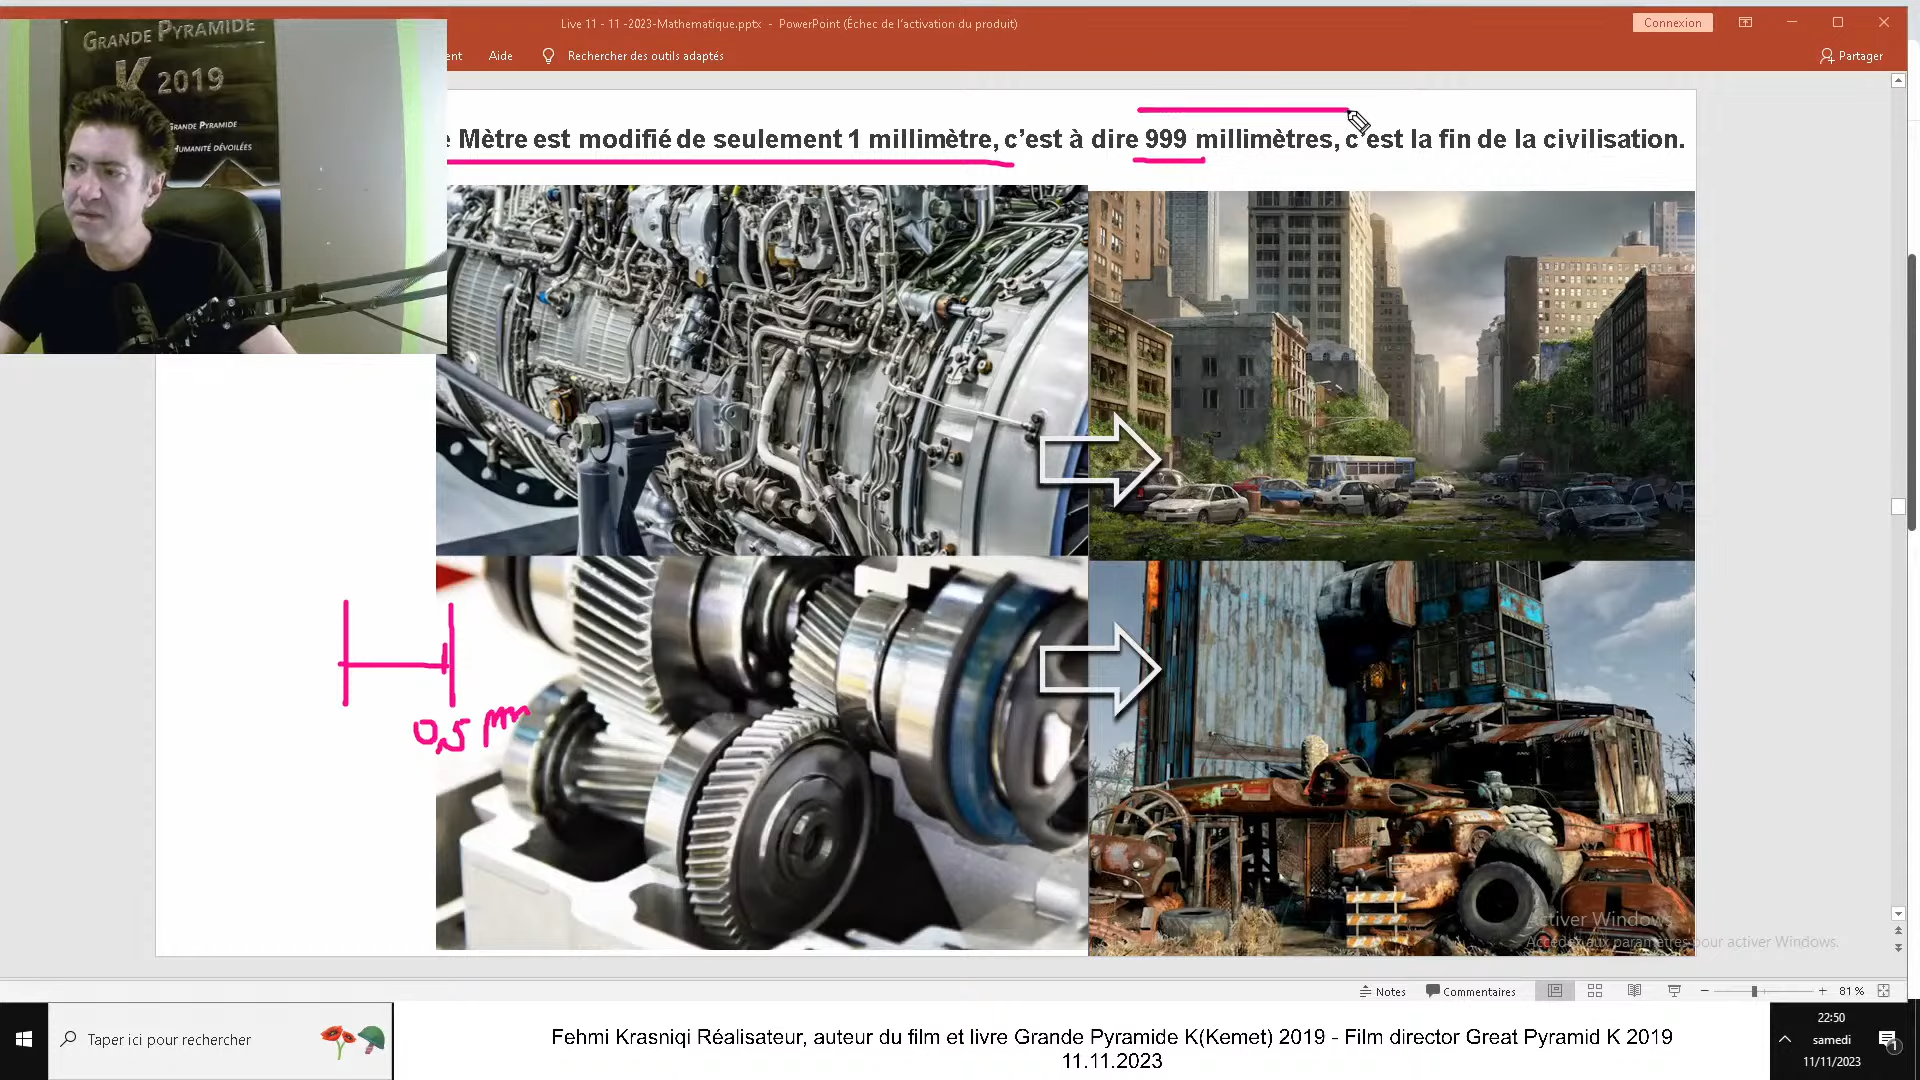 Live 11 - 11 -2023-Mathematique.pptx - PowerPoint (Échec de l'activation du produit)
Connexion
Aide
Rechercher des outils adaptés
Partager
GRANDE PYRAMIDE
K 2019
GRANDE PYRAMIDE
HUMANITÉ DÉVOILÉES
Mètre est modifié de seulement 1 millimètre, c'est à dire 999 millimètres, c'est la fin de la civilisation.
0,5 mm
Activer Windows
Accédez aux paramètres pour activer Windows.
Notes
Commentaires
81 %
Taper ici pour rechercher
Fehmi Krasniqi Réalisateur, auteur du film et livre Grande Pyramide K(Kemet) 2019 - Film director Great Pyramid K 2019
11.11.2023
22:50
samedi
11/11/2023
1